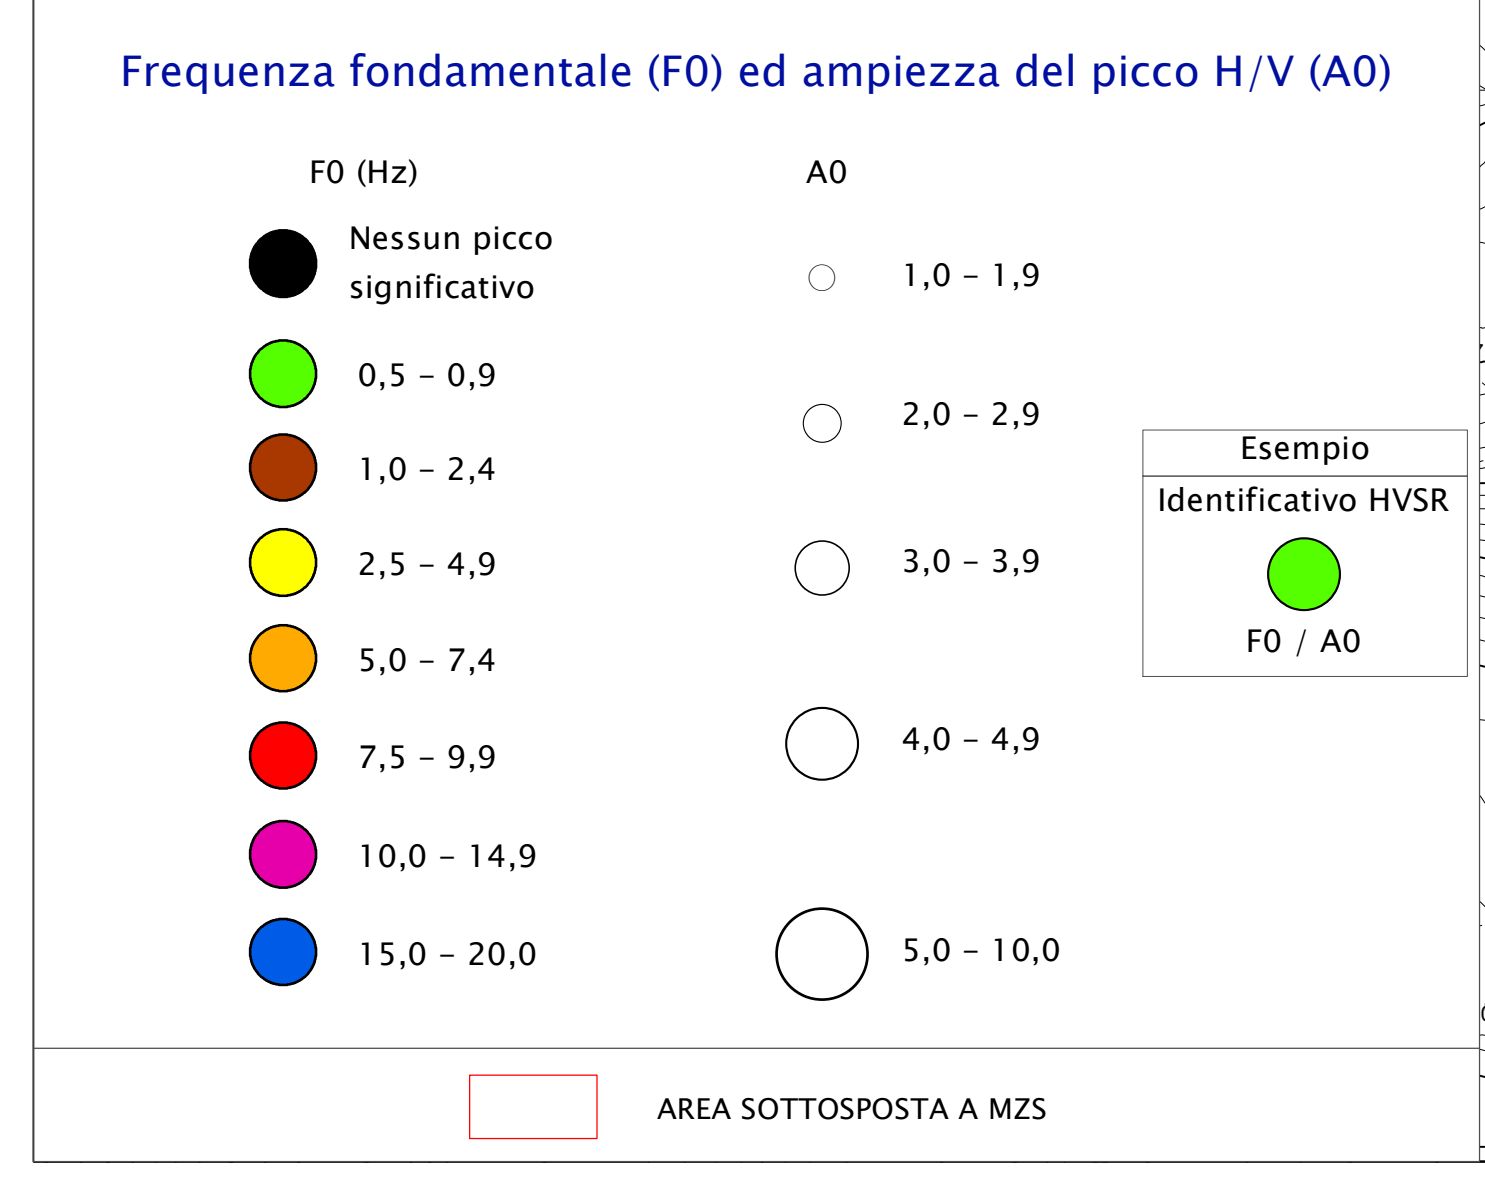 Frequenza fondamentale (F0) ed ampiezza del picco H/V (A0)
F0 (Hz)
Nessun picco
significativo
0,5 – 0,9
1,0 – 2,4
2,5 – 4,9
5,0 – 7,4
7,5 – 9,9
10,0 – 14,9
15,0 – 20,0
A0
1,0 – 1,9
2,0 – 2,9
3,0 – 3,9
4,0 – 4,9
5,0 – 10,0
Esempio
Identificativo HVSR
F0 / A0
AREA SOTTOSPOSTA A MZS